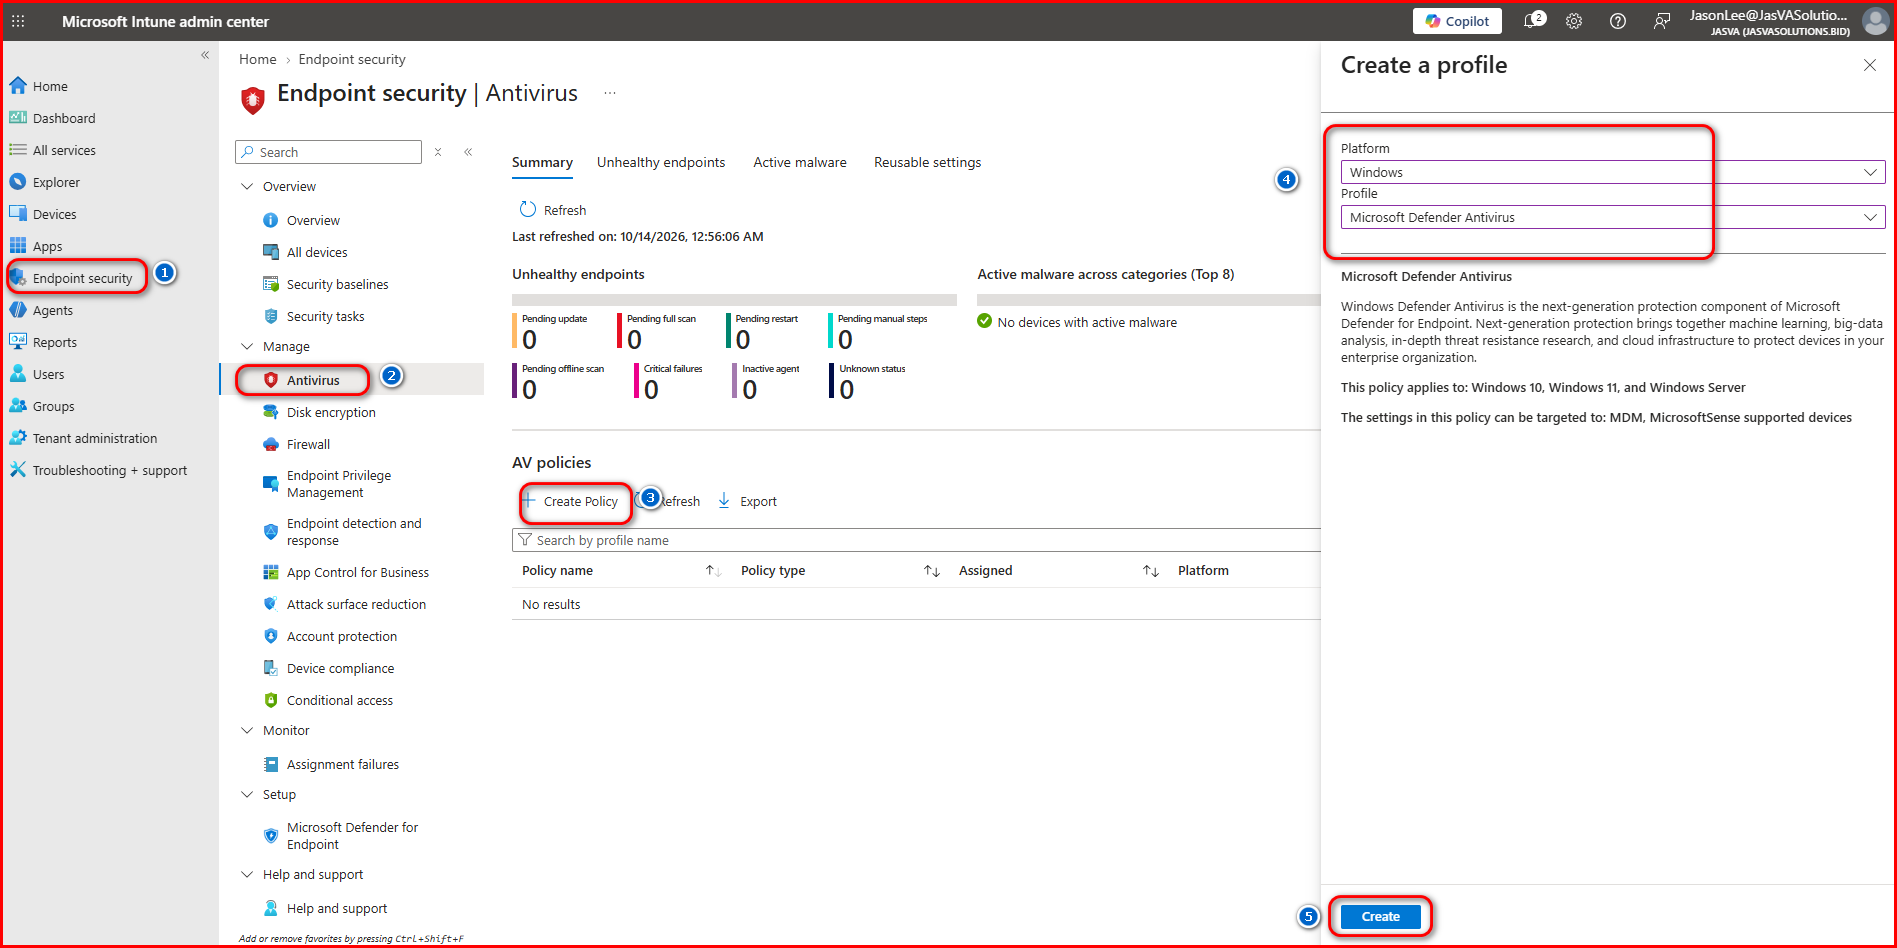 Microsoft Intune admin center
Copilot
2
JasonLee@JasVASolutio...
JASVA (JASVASOLUTIONS.BID)
Home
Dashboard
All services
Explorer
Devices
Apps
Endpoint security
1
Agents
Reports
Users
Groups
Tenant administration
Troubleshooting + support
Home > Endpoint security
Endpoint security | Antivirus
...
Search
Overview
Overview
All devices
Security baselines
Security tasks
Manage
Antivirus
2
Disk encryption
Firewall
Endpoint Privilege
Management
Endpoint detection and
response
App Control for Business
Attack surface reduction
Account protection
Device compliance
Conditional access
Monitor
Assignment failures
Setup
Microsoft Defender for
Endpoint
Help and support
Help and support
Add or remove favorites by pressing Ctrl+Shift+F
Summary
Unhealthy endpoints
Active malware
Reusable settings
4
Refresh
Last refreshed on: 10/14/2026, 12:56:06 AM
Unhealthy endpoints
Pending update
0
Pending full scan
0
Pending restart
0
Pending manual steps
0
Pending offline scan
0
Critical failures
0
Inactive agent
0
Unknown status
0
Active malware across categories (Top 8)
No devices with active malware
AV policies
Create Policy
3
efresh
Export
Search by profile name
Policy name
Policy type
Assigned
Platform
No results
Create a profile
Platform
Windows
Profile
Microsoft Defender Antivirus
Microsoft Defender Antivirus
Windows Defender Antivirus is the next-generation protection component of Microsoft
Defender for Endpoint. Next-generation protection brings together machine learning, big-data
analysis, in-depth threat resistance research, and cloud infrastructure to protect devices in your
enterprise organization.
This policy applies to: Windows 10, Windows 11, and Windows Server
The settings in this policy can be targeted to: MDM, MicrosoftSense supported devices
5
Create